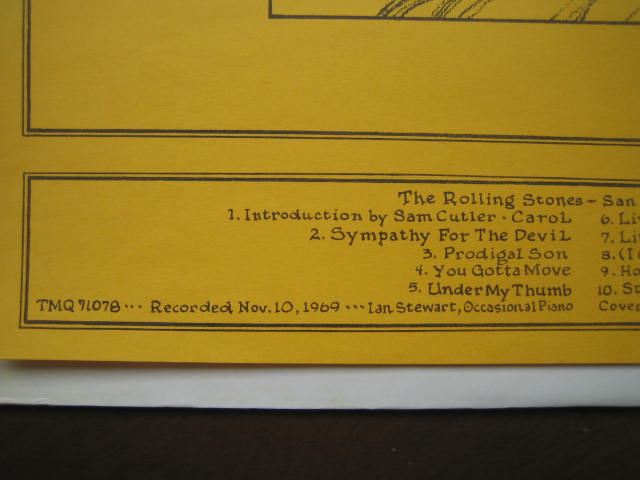 The Rolling Stones ~ San
1. Introduction by Sam Cutler · Carol 6. Li
2. Sympathy For The Devil 7. Li
3. Prodigal Son 8. (I
4. You Gotta Move 9. Ho
5. Under My Thumb 10. St
TMQ 71078 ··· Recorded Nov. 10, 1969 ··· Ian Stewart, Occasional Piano Cover